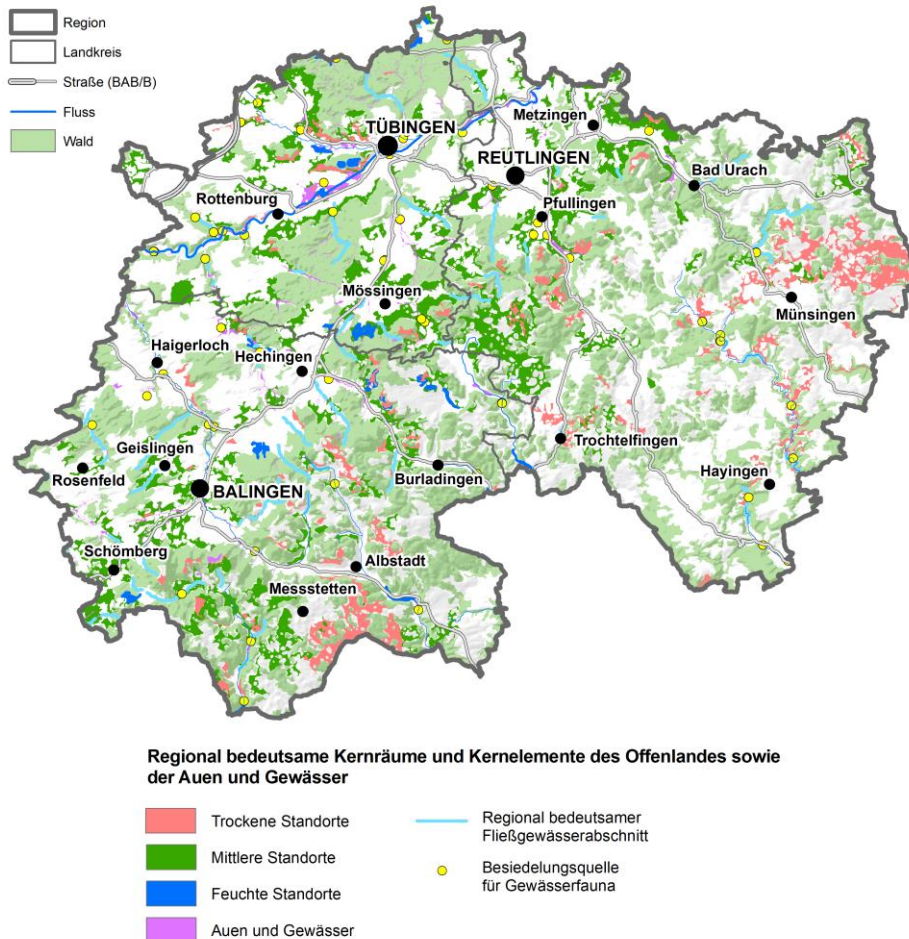 Region
Landkreis
Straße (BAB/B)
Fluss
Wald
TÜBINGEN
Metzingen
REUTLINGEN
Bad Urach
Rottenburg
Pfullingen
Mössingen
Münsingen
Haigerloch
Hechingen
Trochtelfingen
Geislingen
Rosenfeld
Burladingen
Hayingen
BALINGEN
Schömberg
Albstadt
Messstetten
Regional bedeutsame Kernräume und Kernelemente des Offenlandes sowie
der Auen und Gewässer
Trockene Standorte
Mittlere Standorte
Feuchte Standorte
Auen und Gewässer
Regional bedeutsamer
Fließgewässerabschnitt
Besiedelungsquelle
für Gewässerfauna